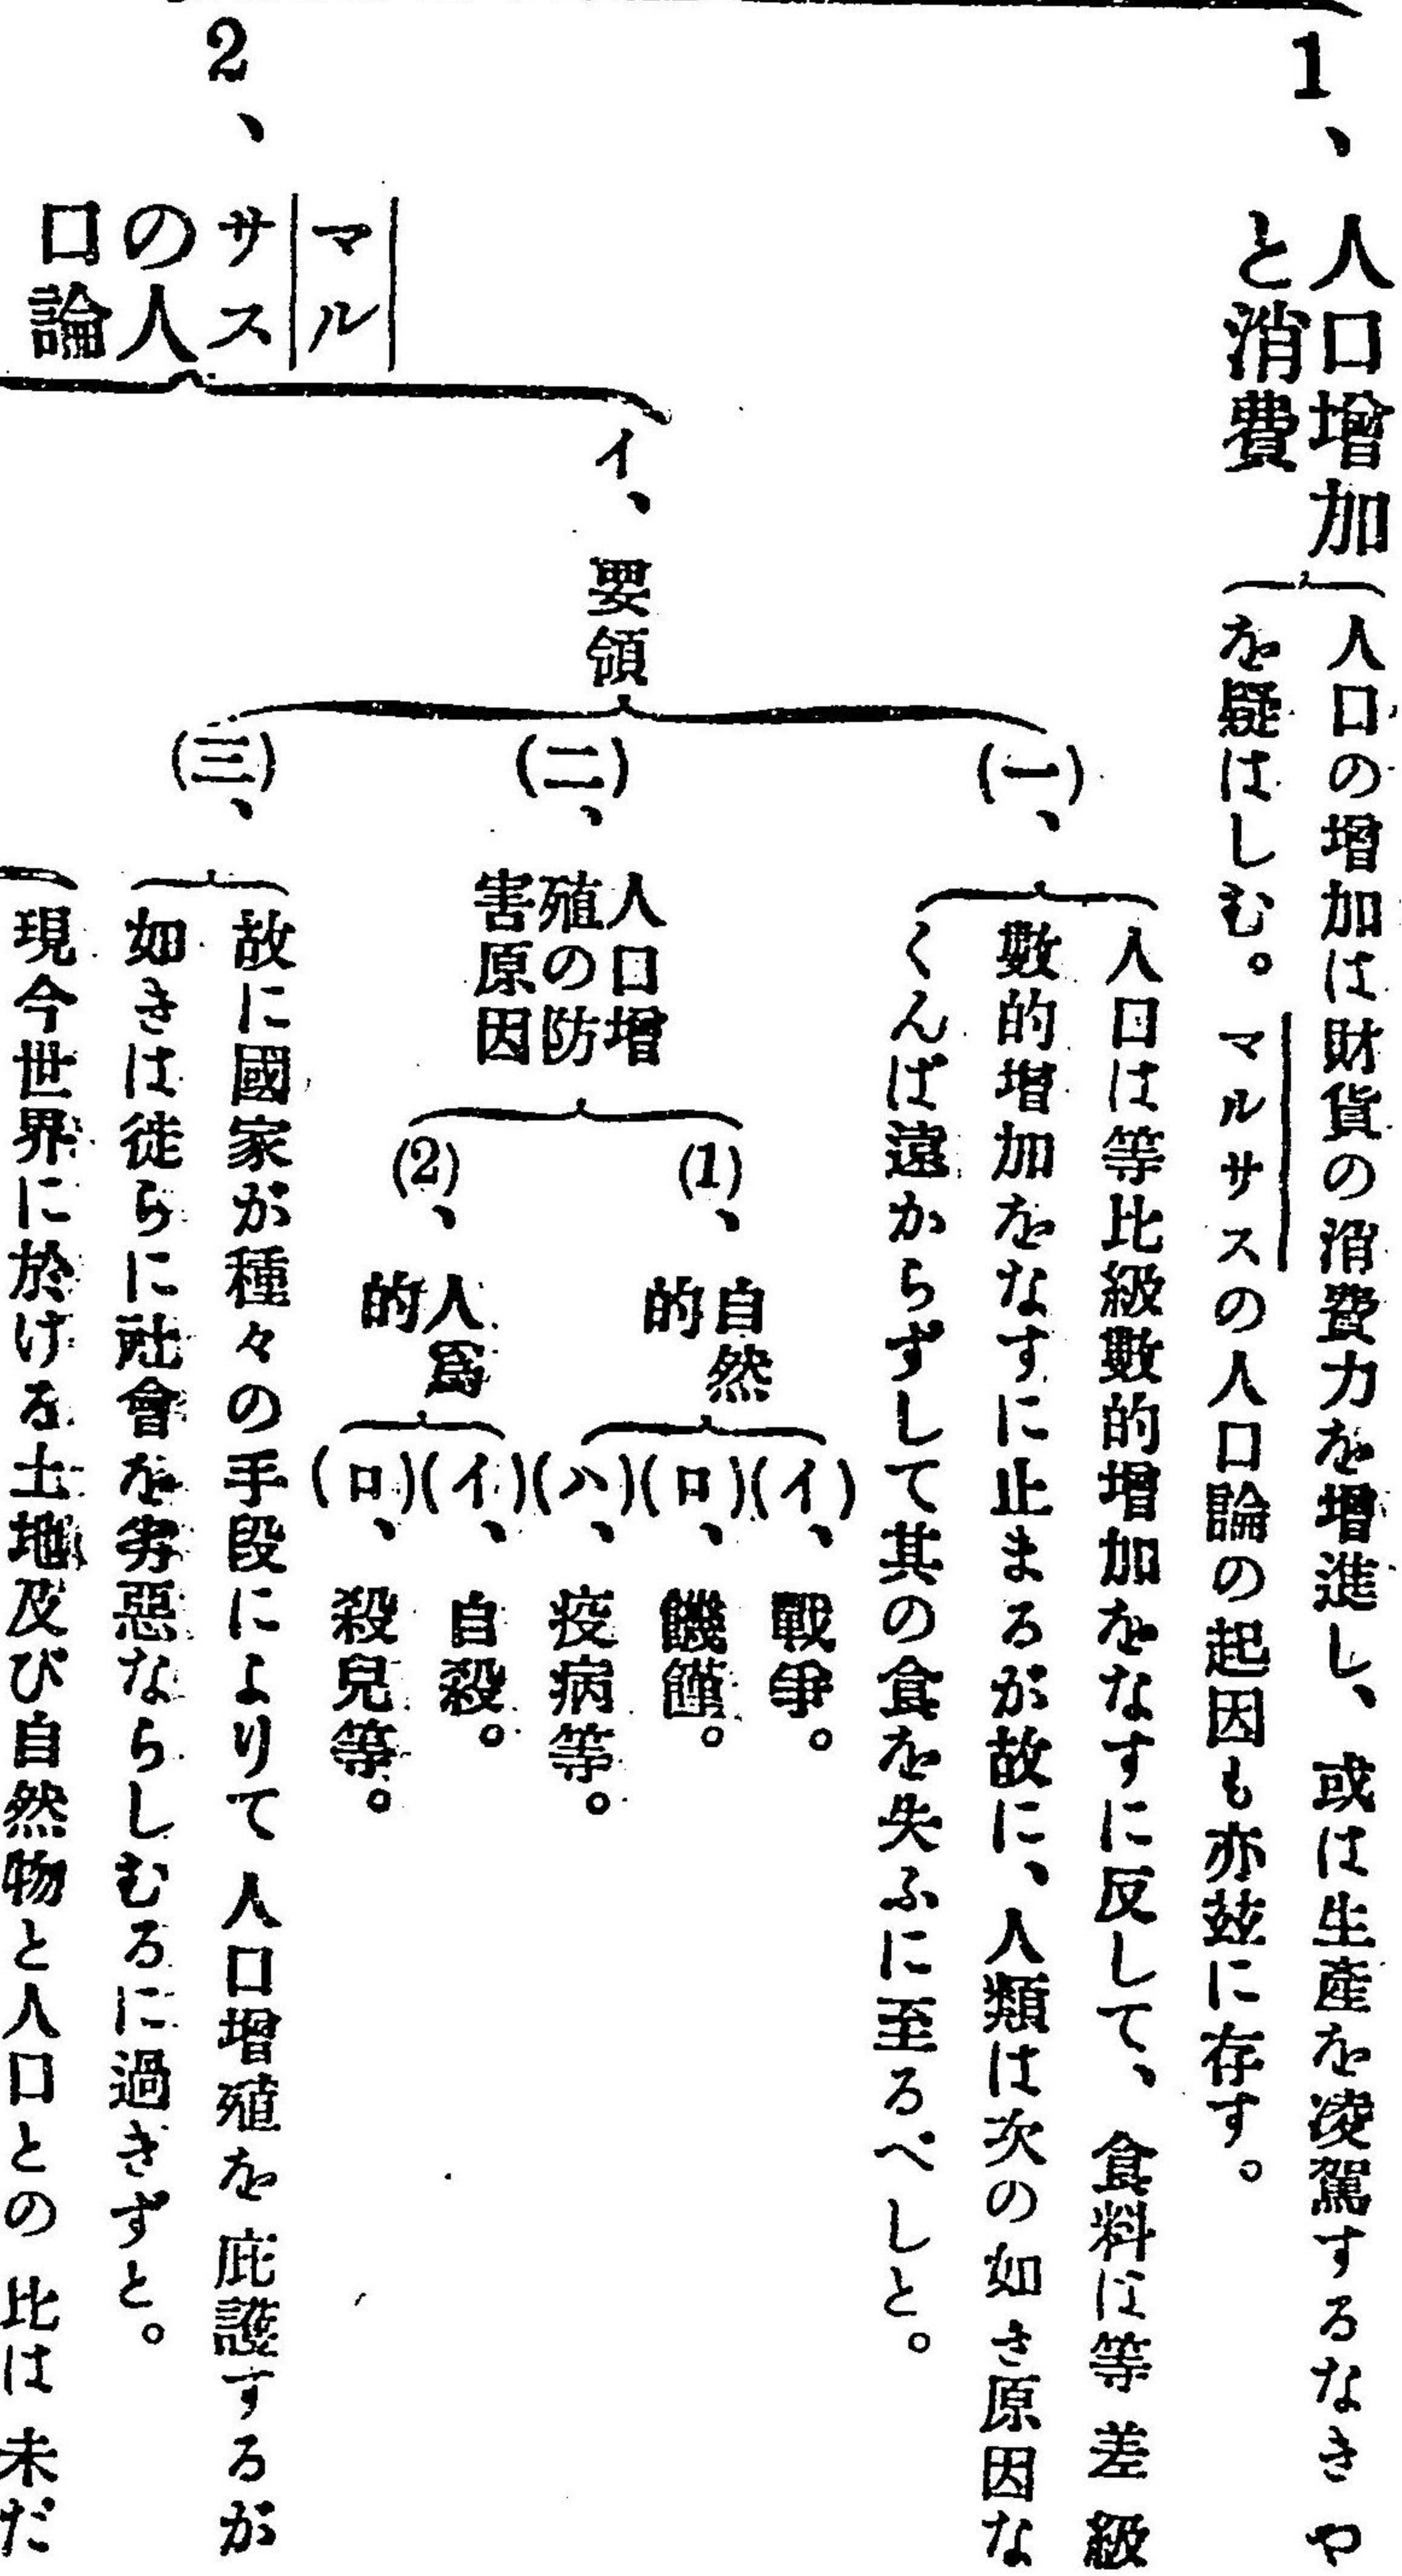 1、人口增加
と消費
人口の增加は財貨の消費力を增進し、或は生產を凌駕するなきや
を疑はしむ。マルサスの人口論の起因も亦玆に存す。
2、マル
サス
の人
口論
イ、要領
(一)、
人口は等比級數的增加をなすに反して、食料は等差級
數的增加をなすに止まるが故に、人類は次の如き原因な
くんば遠からずして其の食を失ふに至るべしと。
(二)、人口增
殖の防
害原因
(1)、自然
的
(イ)、戰爭。
(ロ)、饑饉。
(ハ)、疫病等。
(2)、人爲
的
(イ)、自殺。
(ロ)、殺兒等。
(三)、
故に國家が種々の手段によりて人口增殖を庇護するが
如きは徒らに社會を劣惡ならしむるに過きずと。
現今世界に於ける土地及び自然物と人口との比は未だ